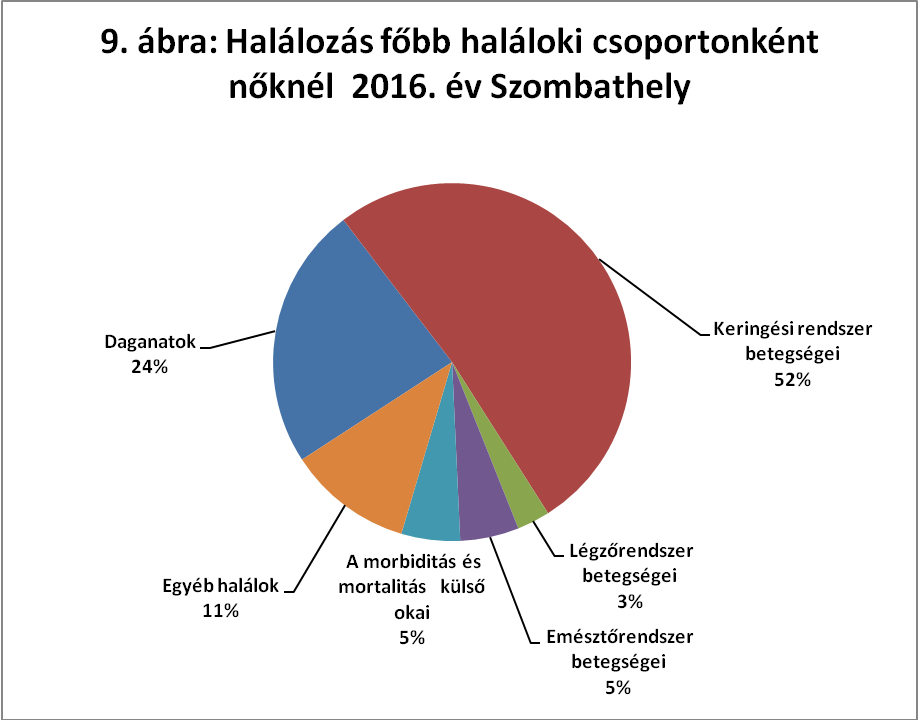 9. ábra: Halálozás főbb haláloki csoportonként
nőknél 2016. év Szombathely
Keringési rendszer
betegségei
52%
Légzőrendszer
betegségei
3%
Emésztőrendszer
betegségei
5%
A morbiditás és
mortalitás külső
okai
5%
Egyéb halálok
11%
Daganatok
24%